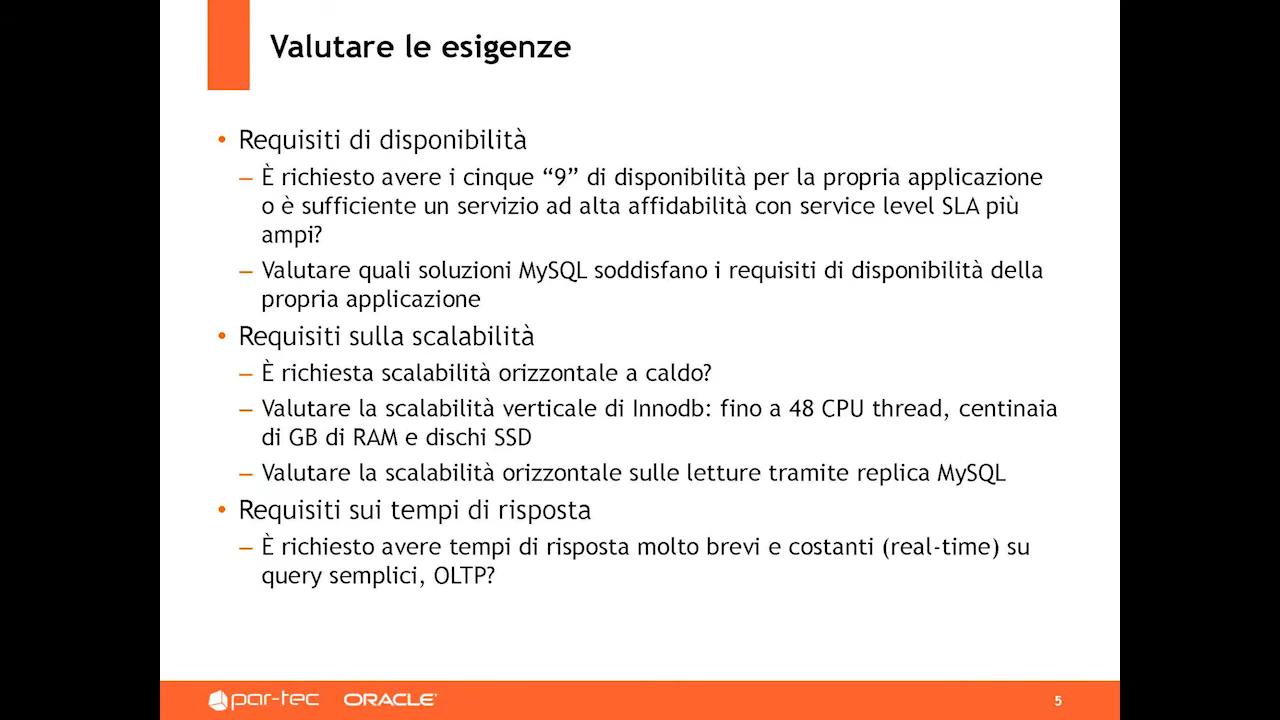 Valutare le esigenze
• Requisiti di disponibilità
– È richiesto avere i cinque “9” di disponibilità per la propria applicazione
o è sufficiente un servizio ad alta affidabilità con service level SLA più
ampi?
– Valutare quali soluzioni MySQL soddisfano i requisiti di disponibilità della
propria applicazione
• Requisiti sulla scalabilità
– È richiesta scalabilità orizzontale a caldo?
– Valutare la scalabilità verticale di Innodb: fino a 48 CPU thread, centinaia
di GB di RAM e dischi SSD
– Valutare la scalabilità orizzontale sulle letture tramite replica MySQL
• Requisiti sui tempi di risposta
– È richiesto avere tempi di risposta molto brevi e costanti (real-time) su
query semplici, OLTP?
par-tec ORACLE® 5